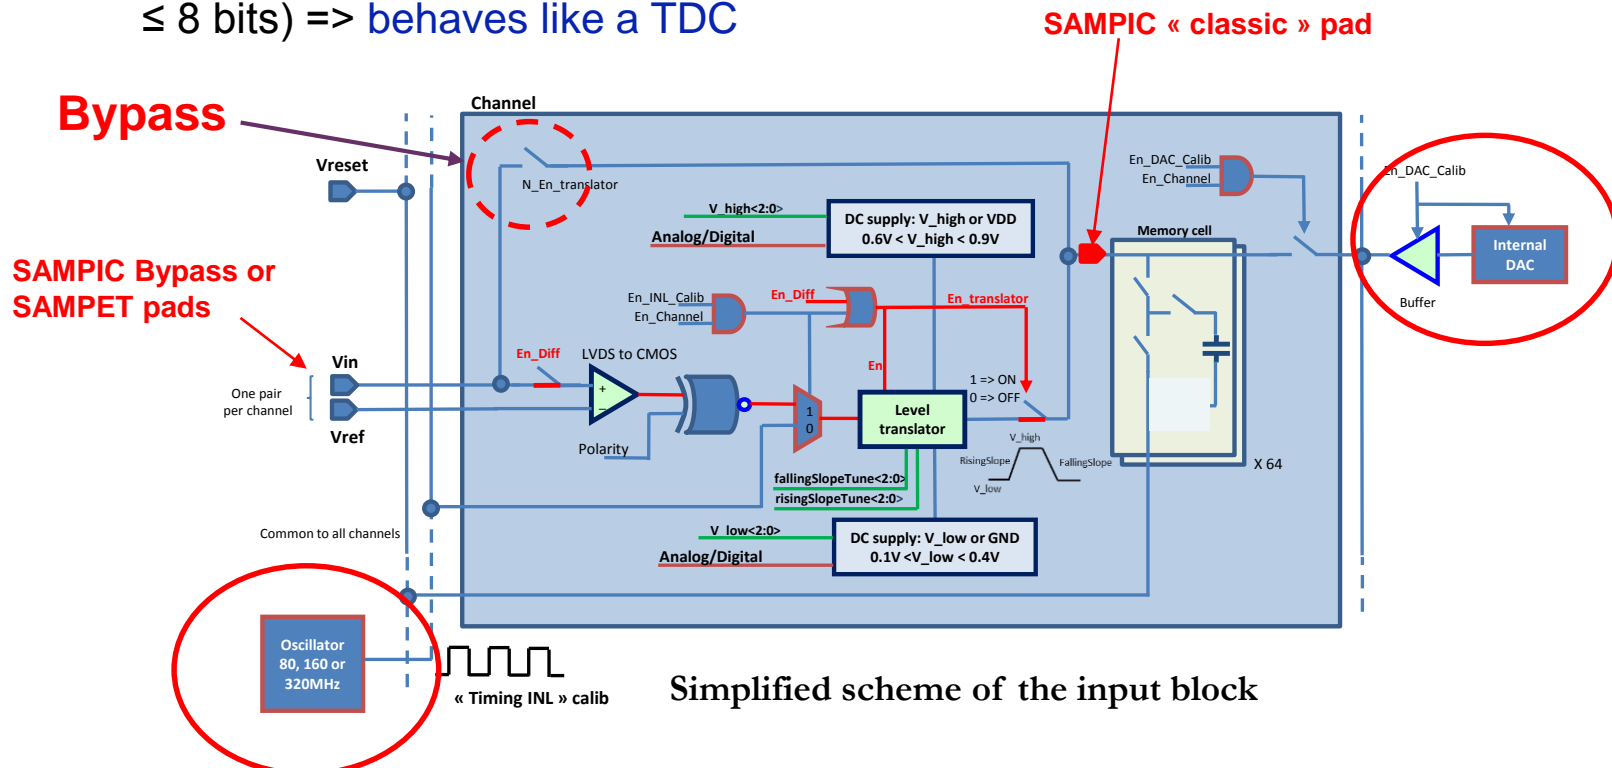 ≤ 8 bits) => behaves like a TDC
SAMPIC « classic » pad
Bypass
Channel
Vreset
N_En_translator
En_DAC_Calib
En_Channel
En_DAC_Calib
V_high<2:0>
Analog/Digital
DC supply: V_high or VDD
0.6V < V_high < 0.9V
Memory cell
Internal
DAC
Buffer
SAMPIC Bypass or
SAMPET pads
En_INL_Calib
En_Channel
En_Diff
En_translator
Vin
One pair
per channel
Vref
En_Diff
LVDS to CMOS
+
–
Polarity
1
0
En
Level
translator
1 => ON
0 => OFF
V_high
RisingSlope
FallingSlope
V_low
X 64
fallingSlopeTune<2:0>
risingSlopeTune<2:0>
Common to all channels
V_low<2:0>
Analog/Digital
DC supply: V_low or GND
0.1V <V_low < 0.4V
Oscillator
80, 160 or
320MHz
« Timing INL » calib
Simplified scheme of the input block